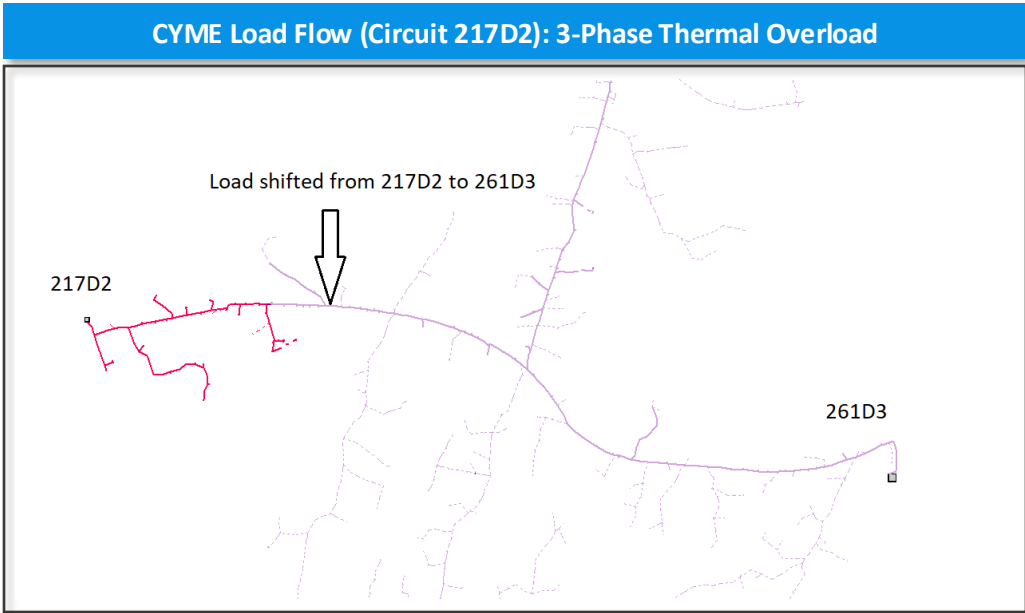 CYME Load Flow (Circuit 217D2): 3-Phase Thermal Overload
Load shifted from 217D2 to 261D3
217D2
261D3